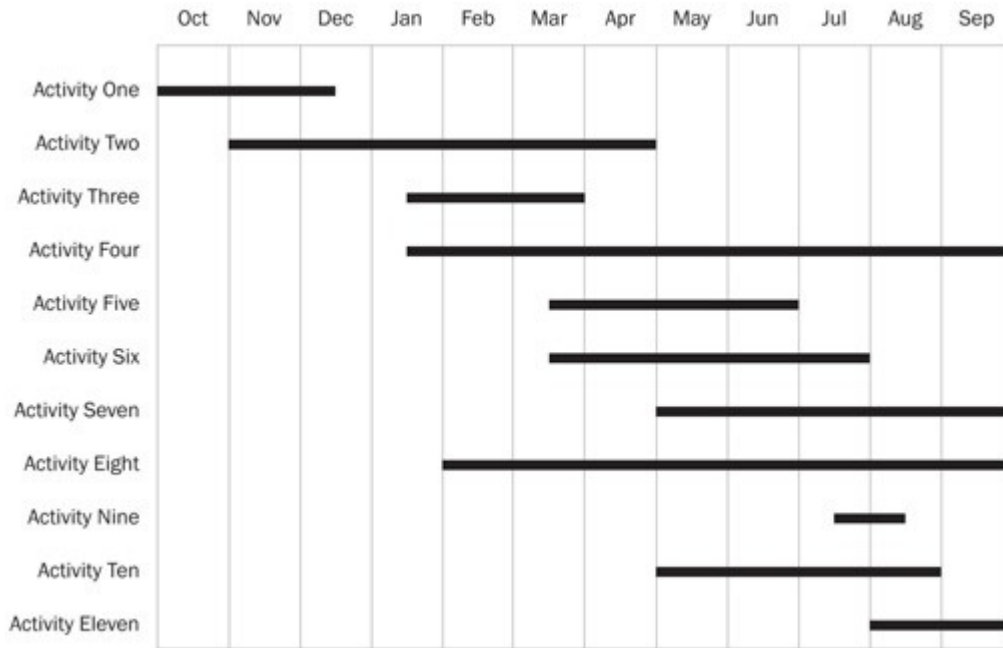 Oct Nov Dec Jan Feb Mar Apr May Jun Jul Aug Sep
Activity One
Activity Two
Activity Three
Activity Four
Activity Five
Activity Six
Activity Seven
Activity Eight
Activity Nine
Activity Ten
Activity Eleven